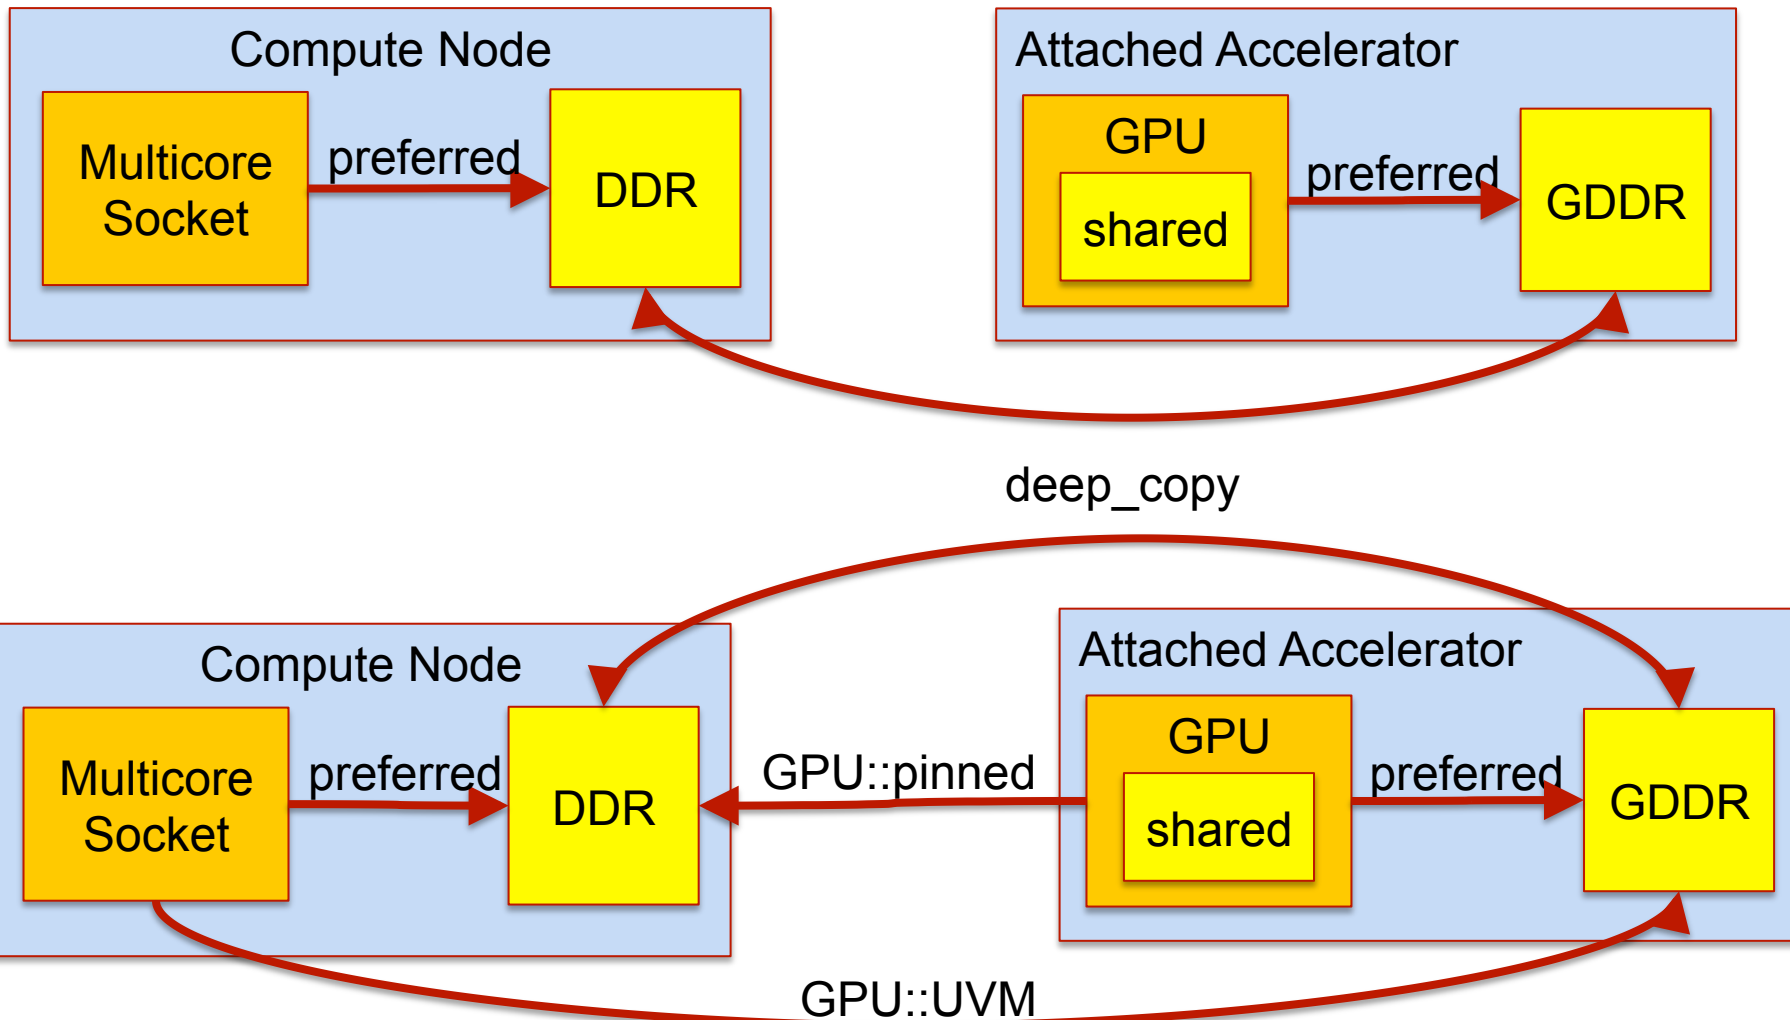 Compute Node
Multicore
Socket
preferred
DDR
Attached Accelerator
GPU
shared
preferred
GDDR
deep_copy
Compute Node
Multicore
Socket
preferred
DDR
GPU::pinned
Attached Accelerator
GPU
shared
preferred
GDDR
GPU::UVM